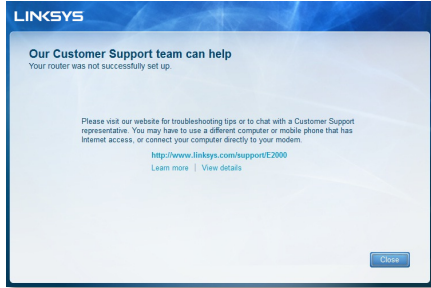 LINKSYS
Our Customer Support team can help
Your router was not successfully set up.
Please visit our website for troubleshooting tips or to chat with a Customer Support
representative. You may have to use a different computer or mobile phone that has
Internet access, or connect your computer directly to your modem.
http://www.linksys.com/support/E2000
Learn more | View details
Close